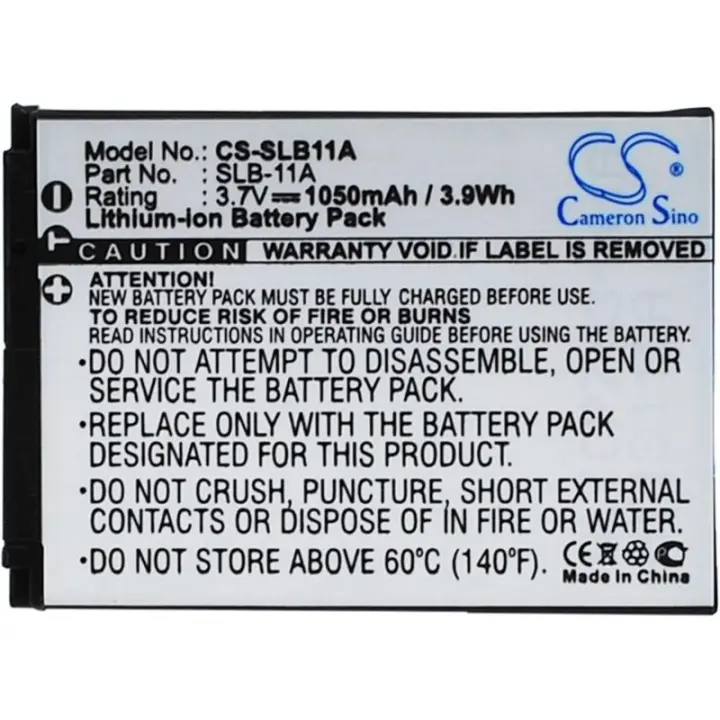 Model No.: CS-SLB11A
Part No. : SLB-11A
Rating : 3.7V⎓1050mAh / 3.9Wh
Lithium-ion Battery Pack
CS
Cameron Sino
T
CAUTION WARRANTY VOID IF LABEL IS REMOVED
ATTENTION!
NEW BATTERY PACK MUST BE FULLY CHARGED BEFORE USE.
TO REDUCE RISK OF FIRE OR BURNS
READ INSTRUCTIONS IN OPERATING GUIDE BEFORE USING THE BATTERY.
·DO NOT ATTEMPT TO DISASSEMBLE, OPEN OR
SERVICE THE BATTERY PACK.
·REPLACE ONLY WITH THE BATTERY PACK
SPECIFIED FOR YOUR PRODUCT.
·DO NOT CRUSH, PUNCTURE, SHORT EXTERNAL
CONTACTS, OR DISPOSE OF IN FIRE OR WATER.
·DO NOT STORE ABOVE 60°C (140°F).
CE
Made in China